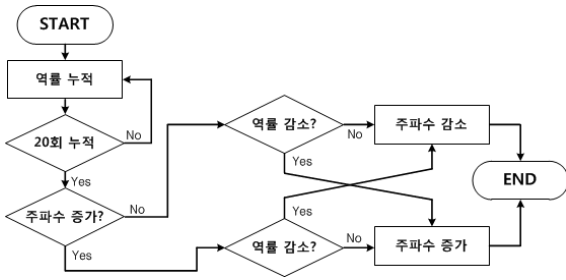 START
역률 누적
20회 누적
No
Yes
주파수 증가?
No
Yes
역률 감소?
No
Yes
주파수 감소
역률 감소?
Yes
No
주파수 증가
END